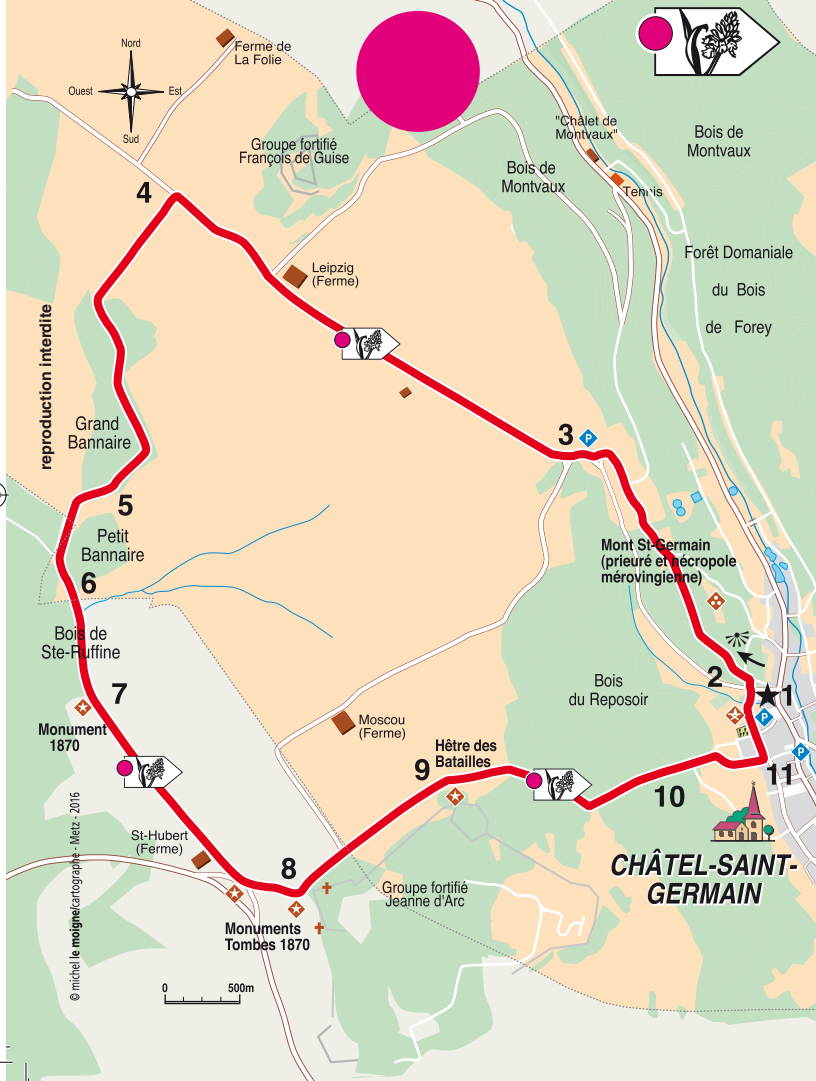 Nord
Ouest
Est
Sud
Ferme de
La Folie
Groupe fortifié
François de Guise
"Châlet de
Montvaux"
Bois de
Montvaux
Bois de
Montvaux
Tennis
4
Leipzig
(Ferme)
Forêt Domaniale
du Bois
de Forey
reproduction interdite
Grand
Bannaire
3
P
5
Petit
Bannaire
6
Mont St-Germain
(prieuré et nécropole
mérovingienne)
Bois de
Ste-Ruffine
2
1
7
Bois
du Reposoir
P
Monument
1870
Moscou
(Ferme)
Hêtre des
Batailles
P
9
11
10
© michel le moigne/cartographe - Metz - 2016
St-Hubert
(Ferme)
8
CHÂTEL-SAINT-
GERMAIN
Groupe fortifié
Jeanne d'Arc
Monuments
Tombes 1870
0
500m